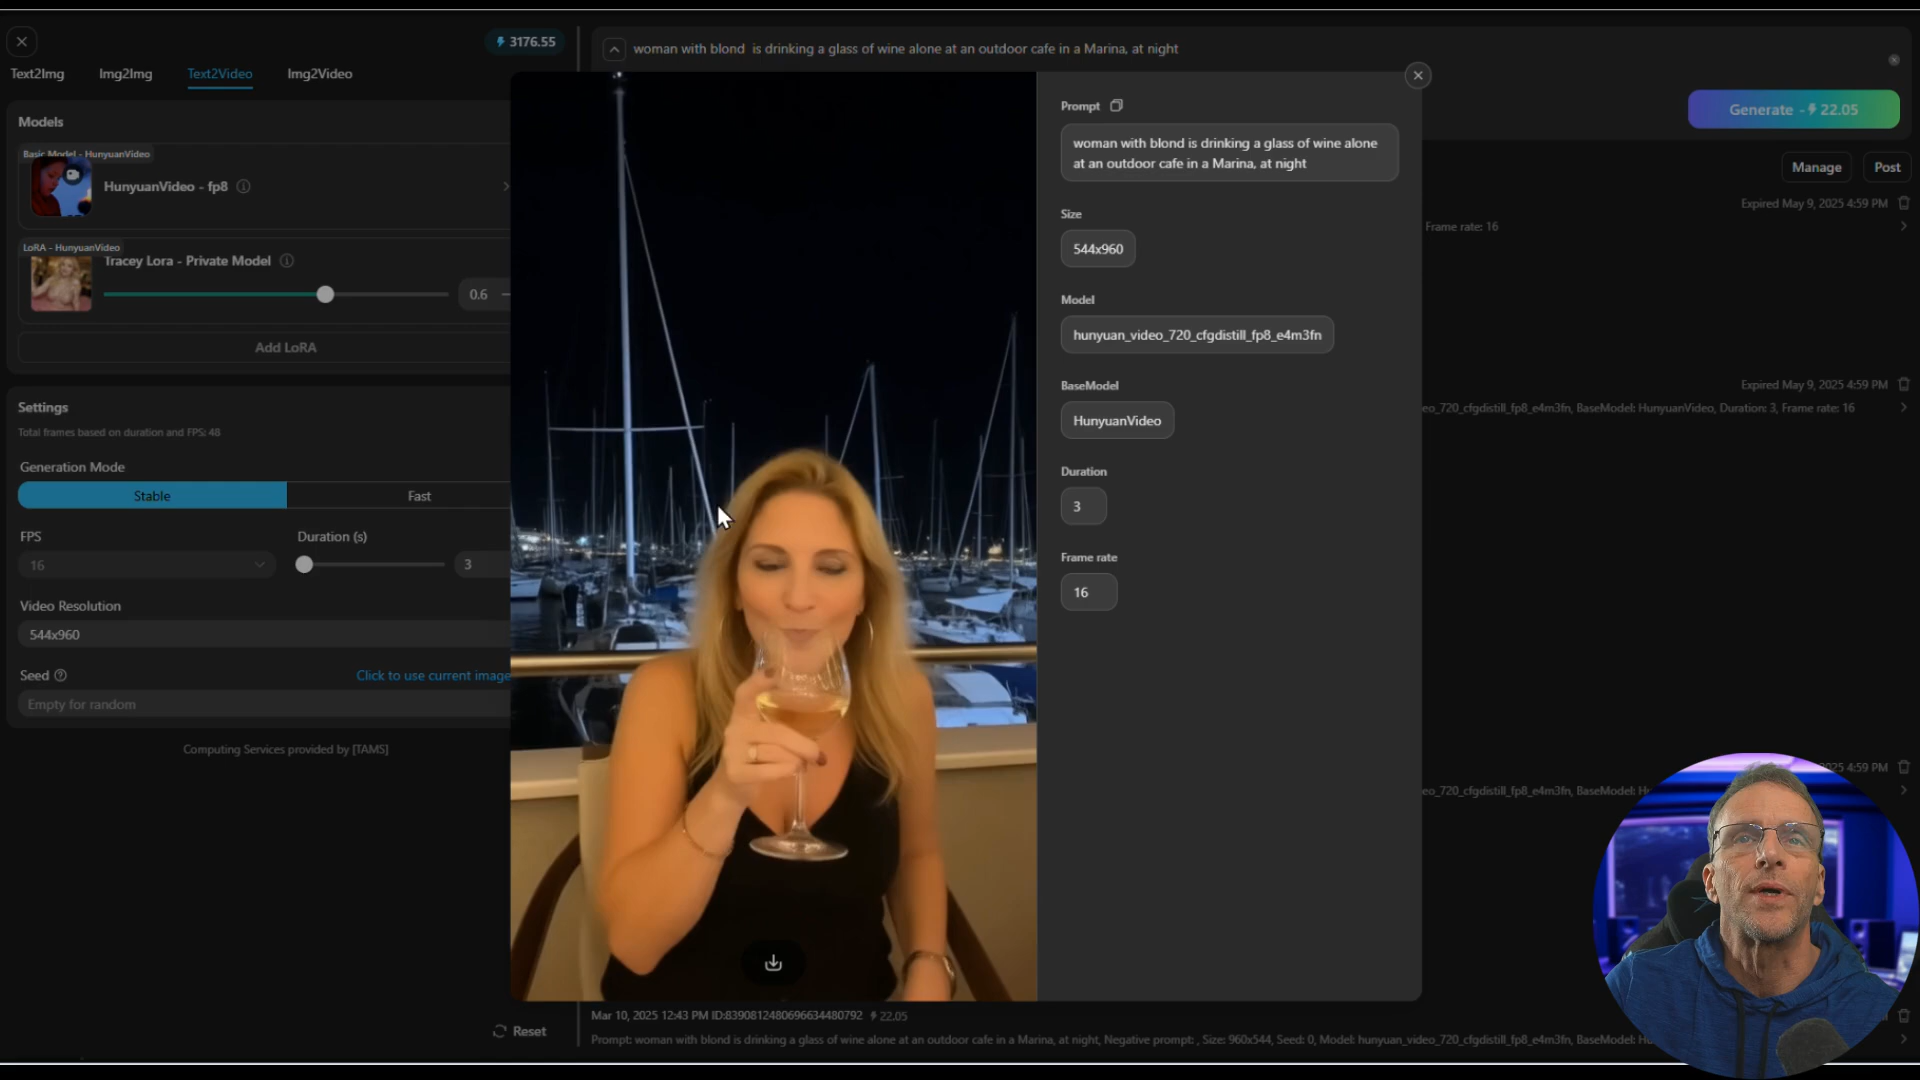 3176.55
Text2Img Img2Img Text2Video Img2Video
Models
Basic Model - HunyuanVideo
HunyuanVideo - fp8
LoRA - HunyuanVideo
Tracey Lora - Private Model
0.6
Add LoRA
Settings
Total frames based on duration and FPS: 48
Generation Mode
Stable Fast
FPS Duration (s)
16 3
Video Resolution
544x960
Seed Click to use current image
Empty for random
Computing Services provided by [TAMS]
Reset
woman with blond is drinking a glass of wine alone at an outdoor cafe in a Marina, at night
Generate - 22.05
Manage Post
Expired May 9, 2025 4:59 PM
Frame rate: 16
Expired May 9, 2025 4:59 PM
eo_720_cfgdistill_fp8_e4m3fn, BaseModel: HunyuanVideo, Duration: 3, Frame rate: 16
2025 4:59 PM
eo_720_cfgdistill_fp8_e4m3fn, BaseModel: Hu
Prompt
woman with blond is drinking a glass of wine alone
at an outdoor cafe in a Marina, at night
Size
544x960
Model
hunyuan_video_720_cfgdistill_fp8_e4m3fn
BaseModel
HunyuanVideo
Duration
3
Frame rate
16
Mar 10, 2025 12:43 PM ID:839081248069663448​0792 22.05
Prompt: woman with blond is drinking a glass of wine alone at an outdoor cafe in a Marina, at night, Negative prompt: , Size: 960x544, Seed: 0, Model: hunyuan_video_720_cfgdistill_fp8_e4m3fn, BaseModel: Hu